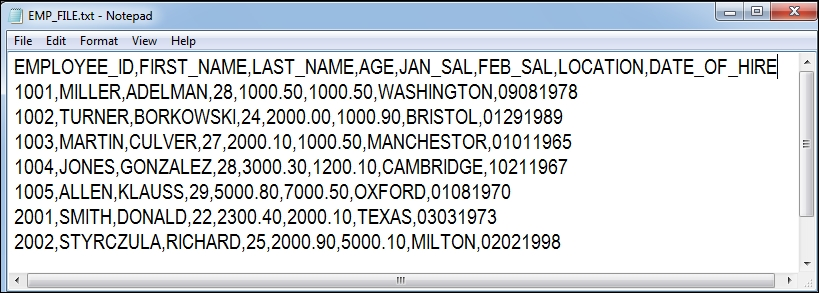 EMP_FILE.txt - Notepad
File Edit Format View Help
EMPLOYEE_ID,FIRST_NAME,LAST_NAME,AGE,JAN_SAL,FEB_SAL,LOCATION,DATE_OF_HIRE
1001,MILLER,ADELMAN,28,1000.50,1000.50,WASHINGTON,09081978
1002,TURNER,BORKOWSKI,24,2000.00,1000.90,BRISTOL,01291989
1003,MARTIN,CULVER,27,2000.10,1000.50,MANCHESTOR,01011965
1004,JONES,GONZALEZ,28,3000.30,1200.10,CAMBRIDGE,10211967
1005,ALLEN,KLAUSS,29,5000.80,7000.50,OXFORD,01081970
2001,SMITH,DONALD,22,2300.40,2000.10,TEXAS,03031973
2002,STYRCZULA,RICHARD,25,2000.90,5000.10,MILTON,02021998